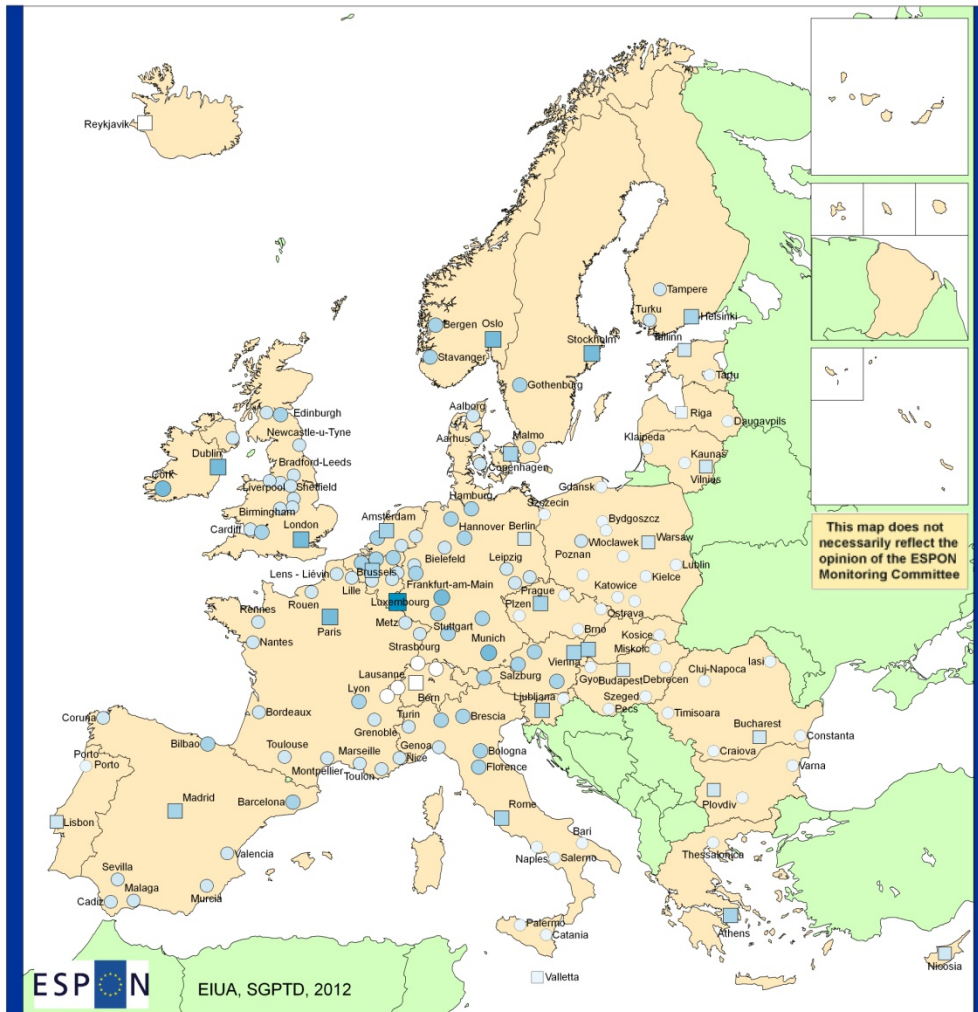 Reykjavik
Tampere
Turku
Helsinki
Tallinn
Bergen
Oslo
Stockholm
Stavanger
Gothenburg
Tartu
Riga
Daugavpils
Aalborg
Edinburgh
Newcastle-u-Tyne
Aarhus
Malmo
Klaipeda
Kaunas
Dublin
Bradford-Leeds
Copenhagen
Vilnius
Cork
Liverpool
Sheffield
Gdansk
Hamburg
Szczecin
Birmingham
Amsterdam
Bydgoszcz
Cardiff
London
Hannover
Berlin
Wloclawek
Warsaw
This map does not
necessarily reflect the
opinion of the ESPON
Monitoring Committee
Bielefeld
Leipzig
Poznan
Lublin
Lens - Liévin
Brussels
Lille
Frankfurt-am-Main
Katowice
Kielce
Rouen
Luxembourg
Prague
Plzen
Ostrava
Rennes
Paris
Metz
Stuttgart
Brno
Kosice
Nantes
Strasbourg
Munich
Vienna
Miskolc
Iasi
Lausanne
Salzburg
Gyor
Budapest
Debrecen
Cluj-Napoca
Lyon
Bern
Ljubljana
Szeged
Pecs
Coruna
Bordeaux
Turin
Brescia
Timisoara
Bucharest
Grenoble
Bilbao
Toulouse
Marseille
Genoa
Bologna
Craiova
Constanta
Porto
Porto
Montpellier
Toulon
Nice
Florence
Varna
Madrid
Barcelona
Plovdiv
Lisbon
Rome
Bari
Valencia
Naples
Salerno
Thessalonica
Sevilla
Malaga
Cadiz
Murcia
Palermo
Catania
Athens
Nicosia
Valletta
ESPON
EIUA, SGPTD, 2012